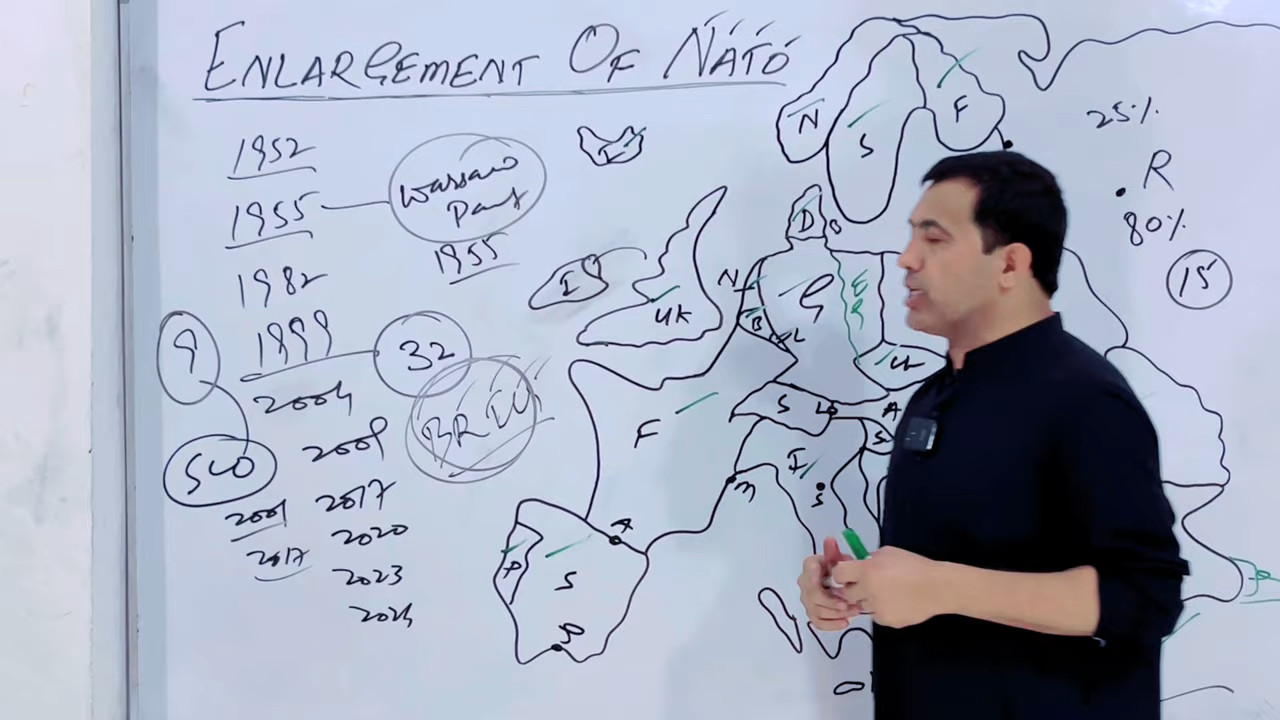 ENLARGEMENT OF NATO
1952
1955
Warsaw Pact
1955
1982
1999
32
9
2004
BRICS
SCO
2009
2001
2017
2017
2020
2023
2024
N
S
F
25%
R
80%
15
I
D
I
UK
N
B
L
G
E
G
F
S
L
A
S
I
S
M
A
P
S
G